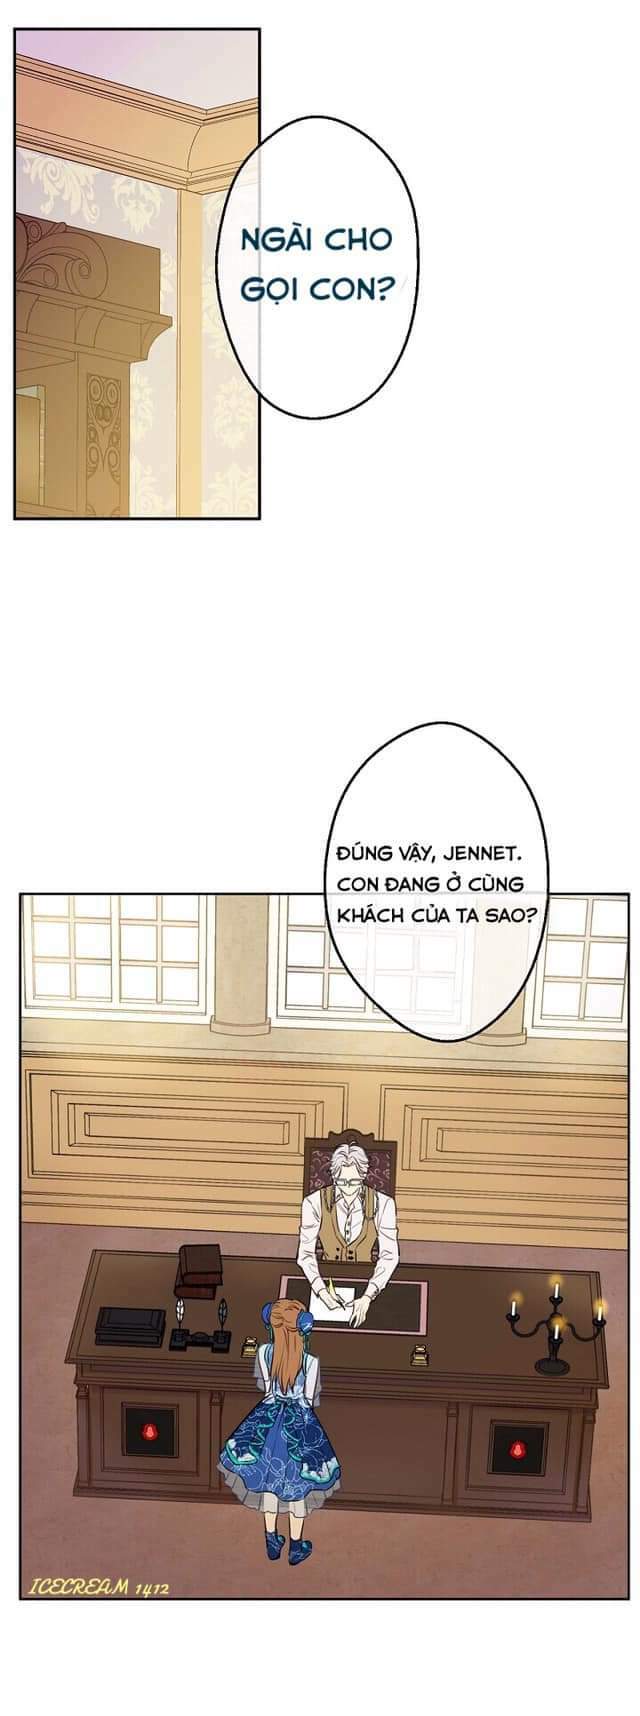 NGÀI CHO
GỌI CON?
ĐÚNG VẬY, JENNET.
CON ĐANG Ở CÙNG
KHÁCH CỦA TA SAO?
ICECREAM 1412